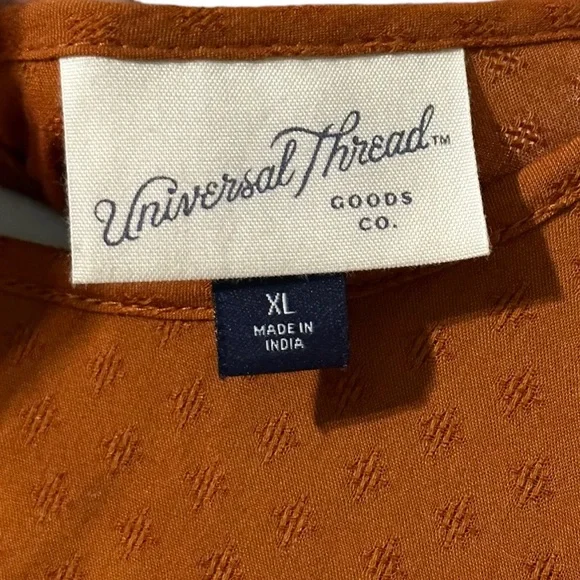 Universal Thread™
GOODS
CO.
XL
MADE IN
INDIA